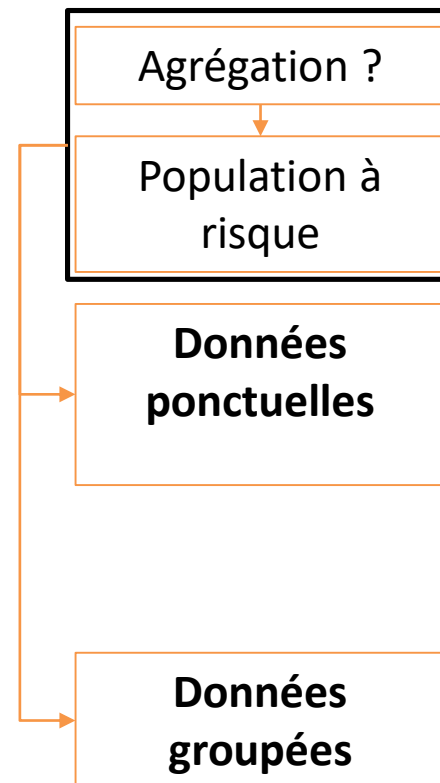 Agrégation ?
Population à
risque
Données
ponctuelles
Données
groupées